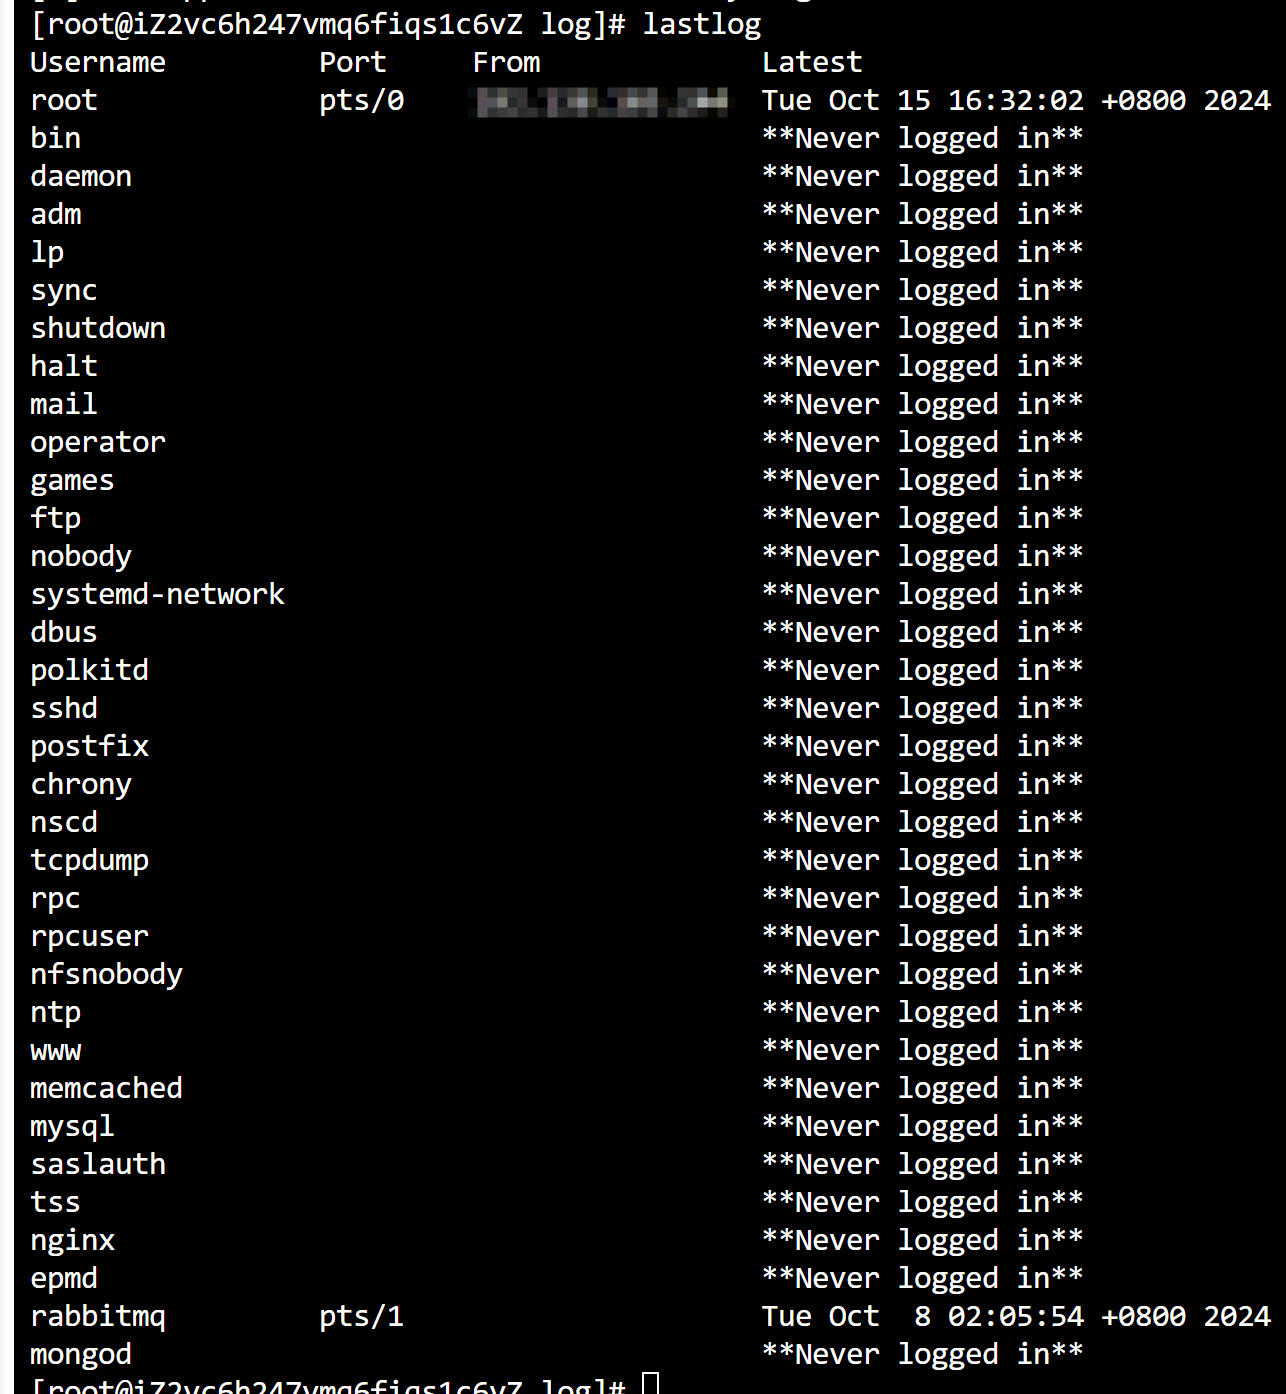 [root@iZ2vc6h247vmq6fiqs1c6vZ log]# lastlog
Username Port From Latest
root pts/0 Tue Oct 15 16:32:02 +0800 2024
bin **Never logged in**
daemon **Never logged in**
adm **Never logged in**
lp **Never logged in**
sync **Never logged in**
shutdown **Never logged in**
halt **Never logged in**
mail **Never logged in**
operator **Never logged in**
games **Never logged in**
ftp **Never logged in**
nobody **Never logged in**
systemd-network **Never logged in**
dbus **Never logged in**
polkitd **Never logged in**
sshd **Never logged in**
postfix **Never logged in**
chrony **Never logged in**
nscd **Never logged in**
tcpdump **Never logged in**
rpc **Never logged in**
rpcuser **Never logged in**
nfsnobody **Never logged in**
ntp **Never logged in**
www **Never logged in**
memcached **Never logged in**
mysql **Never logged in**
saslauth **Never logged in**
tss **Never logged in**
nginx **Never logged in**
epmd **Never logged in**
rabbitmq pts/1 Tue Oct  8 02:05:54 +0800 2024
mongod **Never logged in**
[root@iZ2vc6h247vmq6fiqs1c6vZ log]#